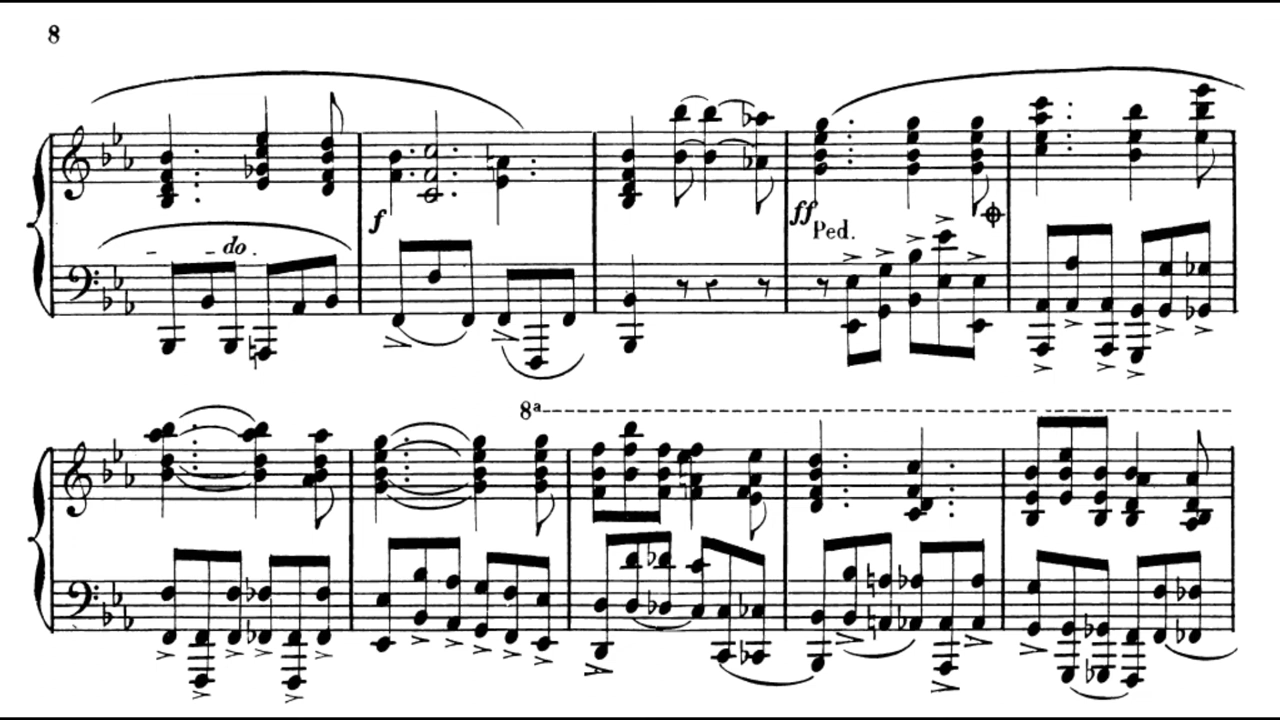 8
- - do .
f
ff
Ped.
8ª